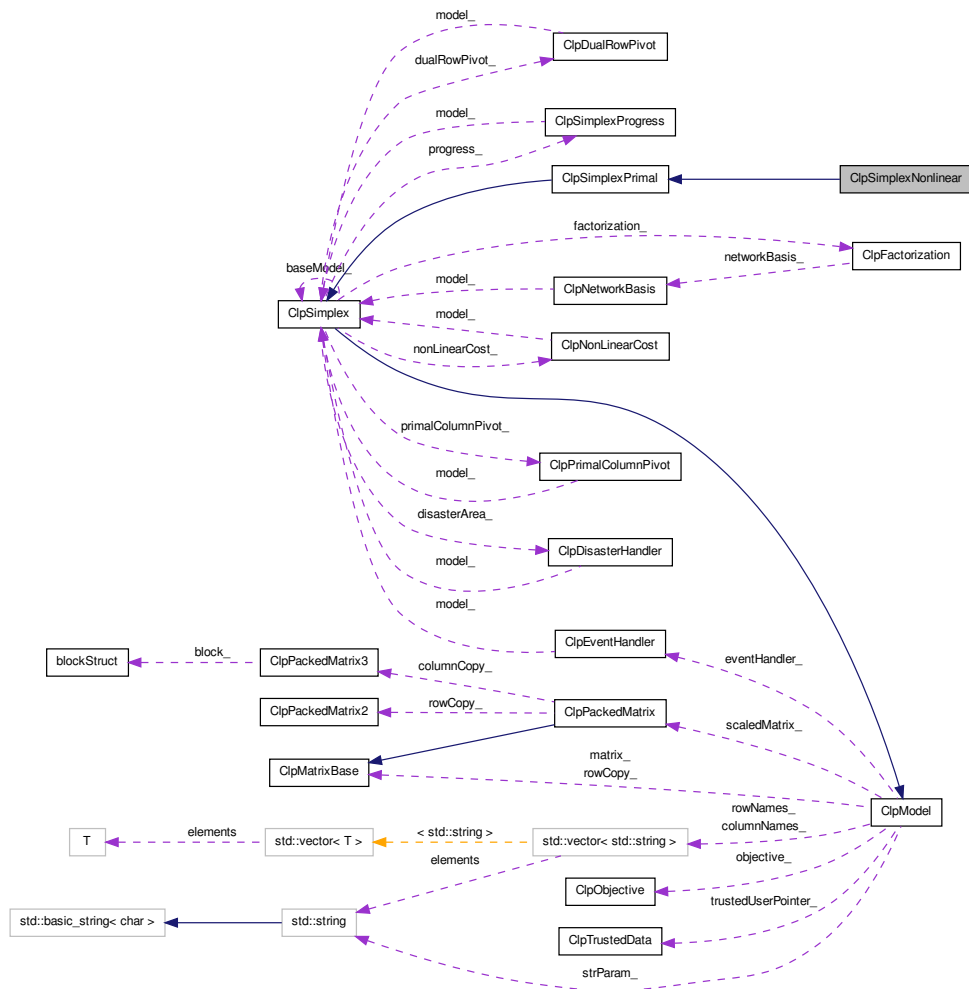 model_
ClpDualRowPivot
dualRowPivot_
model_
ClpSimplexProgress
progress_
ClpSimplexPrimal
ClpSimplexNonlinear
factorization_
ClpFactorization
networkBasis_
baseModel_
model_
ClpNetworkBasis
ClpSimplex
model_
ClpNonLinearCost
nonLinearCost_
primalColumnPivot_
ClpPrimalColumnPivot
model_
disasterArea_
ClpDisasterHandler
model_
model_
ClpEventHandler
eventHandler_
blockStruct
block_
ClpPackedMatrix3
columnCopy_
rowCopy_
ClpPackedMatrix2
ClpPackedMatrix
scaledMatrix_
matrix_
rowCopy_
ClpMatrixBase
ClpModel
rowNames_
columnNames_
T
elements
std::vector< T >
< std::string >
std::vector< std::string >
elements
objective_
ClpObjective
trustedUserPointer_
std::basic_string< char >
std::string
ClpTrustedData
strParam_